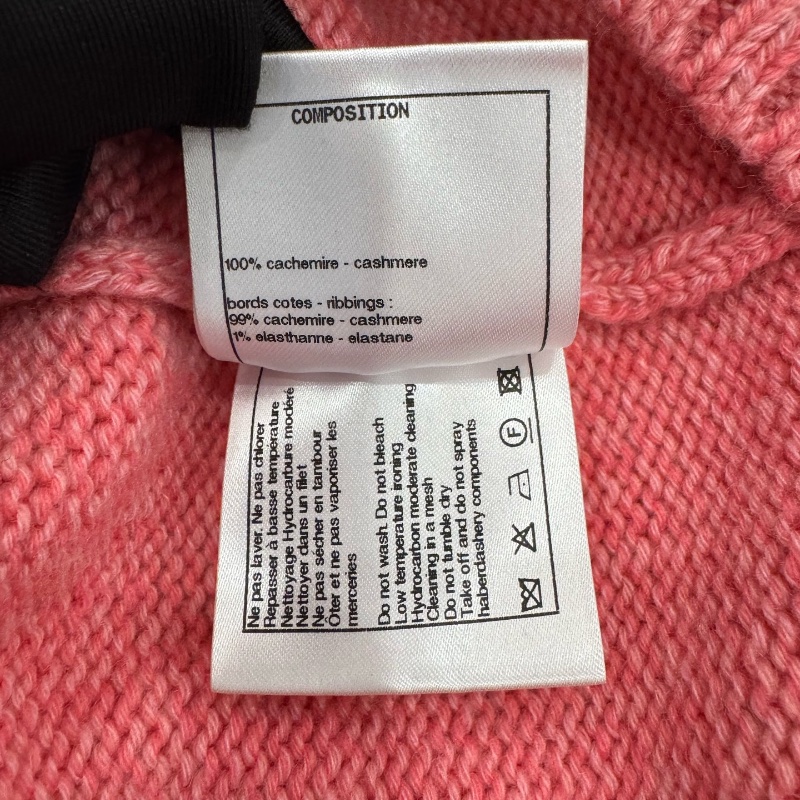 COMPOSITION
100% cachemire - cashmere
bords cotes - ribbings :
99% cachemire - cashmere
1% elasthanne - elastane
Ne pas laver. Ne pas chlorer
Repasser à basse température
Nettoyage Hydrocarbure modéré
Nettoyer dans un filet
Ne pas sécher en tambour
Ôter et ne pas vaporiser les
merceries
Do not wash. Do not bleach
Low temperature ironing
Hydrocarbon moderate cleaning
Cleaning in a mesh
Do not tumble dry
Take off and do not spray
haberdashery components
F